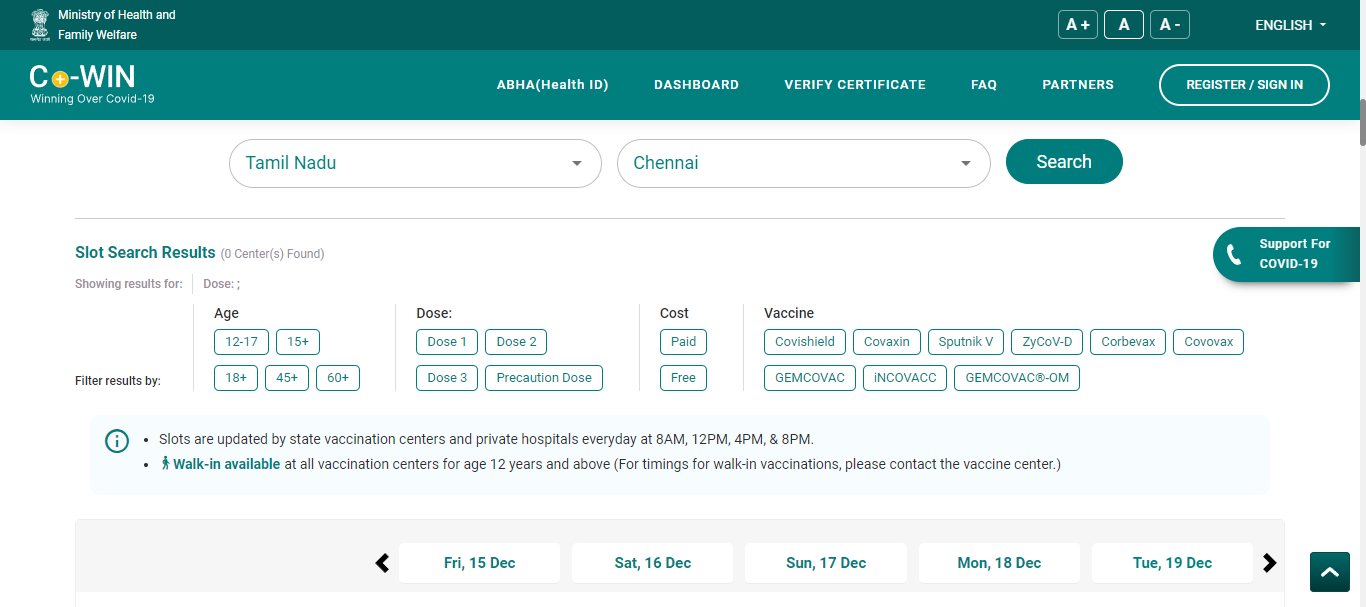 Ministry of Health and
Family Welfare
A +
A
A -
ENGLISH
CO-WIN
Winning Over Covid-19
ABHA(Health ID)
DASHBOARD
VERIFY CERTIFICATE
FAQ
PARTNERS
REGISTER / SIGN IN
Tamil Nadu
Chennai
Search
Slot Search Results (0 Center(s) Found)
Support For
COVID-19
Showing results for: Dose: ;
Filter results by:
Age
12-17 15+
18+ 45+ 60+
Dose:
Dose 1 Dose 2
Dose 3 Precaution Dose
Cost
Paid
Free
Vaccine
Covishield Covaxin Sputnik V ZyCoV-D Corbevax Covovax
GEMCOVAC iNCOVACC GEMCOVAC®-OM
• Slots are updated by state vaccination centers and private hospitals everyday at 8AM, 12PM, 4PM, & 8PM.
• Walk-in available at all vaccination centers for age 12 years and above (For timings for walk-in vaccinations, please contact the vaccine center.)
Fri, 15 Dec
Sat, 16 Dec
Sun, 17 Dec
Mon, 18 Dec
Tue, 19 Dec